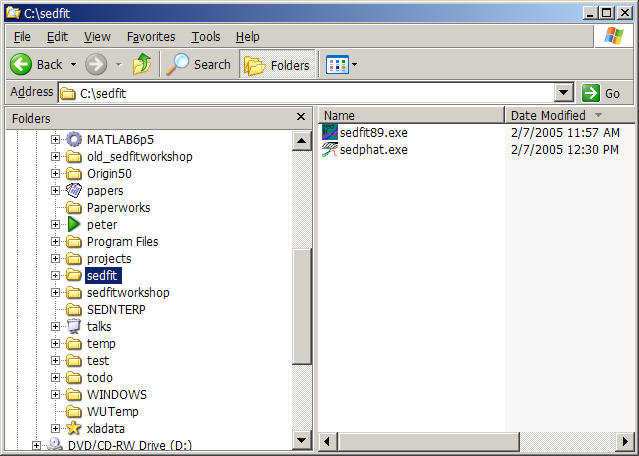 C:\sedfit
File Edit View Favorites Tools Help
Back Search Folders
Address C:\sedfit Go
Folders
MATLAB6p5
old_sedfitworkshop
Origin50
papers
Paperworks
peter
Program Files
projects
sedfit
sedfitworkshop
SEDNTERP
talks
temp
test
todo
WINDOWS
WUTemp
xladata
DVD/CD-RW Drive (D:)
Name Date Modified
sedfit89.exe 2/7/2005 11:57 AM
sedphat.exe 2/7/2005 12:30 PM